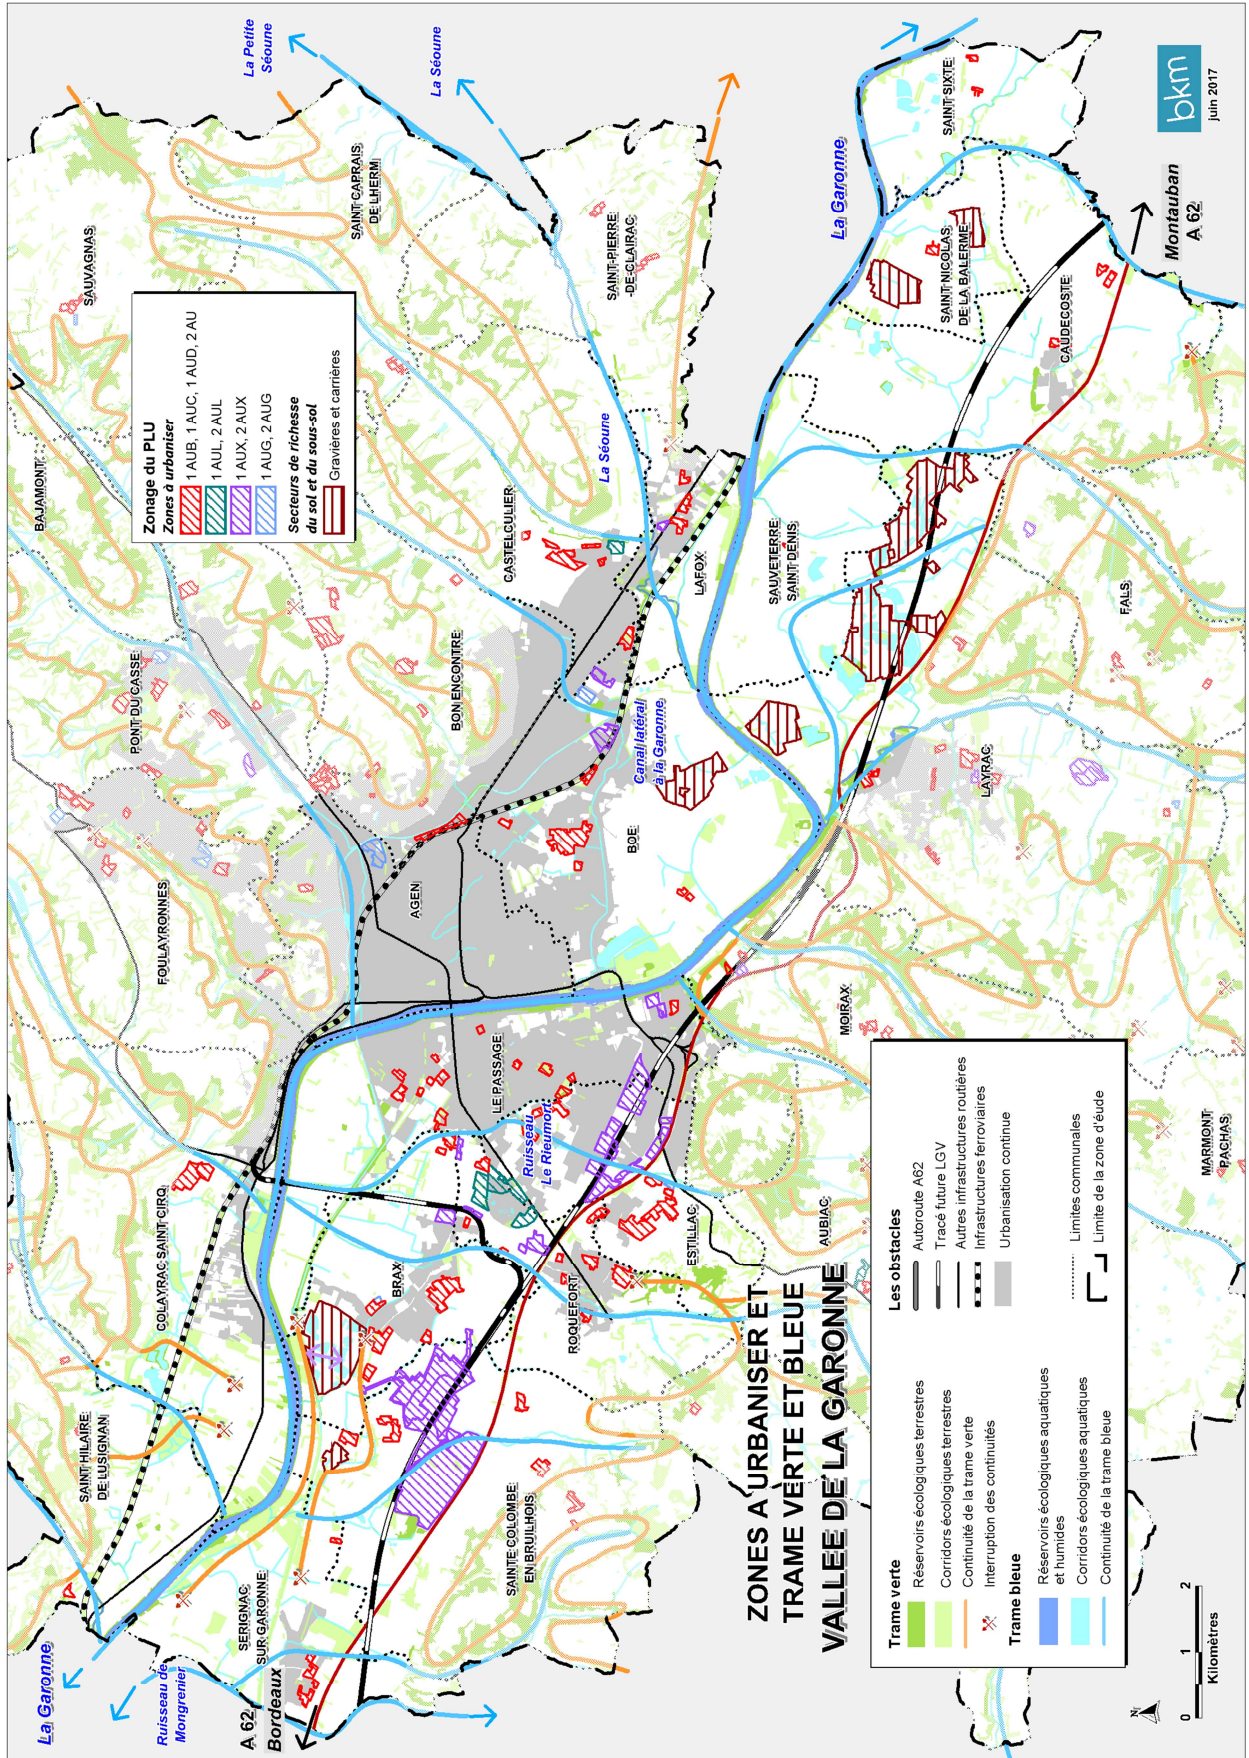 La Petite
Séoune
La Séoune
SAINT CAPRAIS
DE LHERM
SAUVAGNAS
BAJAMONT
PONT DU CASSE
FOULAYRONNES
Zonage du PLU
Zones à urbaniser
1 AUB, 1 AUC, 1 AUD, 2 AU
1 AUL, 2 AUL
1 AUX, 2 AUX
1 AUG, 2 AUG
Secteurs de richesse
du sol et du sous-sol
Gravières et carrières
SAINT-PIERRE
-DE-CLAIRAC
La Séoune
CASTELCULIER
BON ENCONTRE
AGEN
LAFOX
Canal latéral
à la Garonne
BOE
La Garonne
SAINT SIXTE
SAINT NICOLAS
DE LA BALERME
CAUDECOSTE
SAUVETERRE
SAINT DENIS
FALS
LAYRAC
MOIRAX
MARMONT
PACHAS
AUBIAC
ESTILLAC
ROQUEFORT
LE PASSAGE
Ruisseau
Le Rieumort
BRAX
COLAYRAC SAINT CIRQ
SAINT HILAIRE
DE LUSIGNAN
SERIGNAC
SUR GARONNE
SAINTE COLOMBE
EN BRUILHOIS
La Garonne
Ruisseau de
Mongrenier
A 62
Bordeaux
Montauban
A 62
bkm
juin 2017
ZONES A URBANISER ET
TRAME VERTE ET BLEUE
VALLEE DE LA GARONNE
Trame verte
Réservoirs écologiques terrestres
Corridors écologiques terrestres
Continuité de la trame verte
Interruption des continuités
Trame bleue
Réservoirs écologiques aquatiques
et humides
Corridors écologiques aquatiques
Continuité de la trame bleue
Les obstacles
Autoroute A62
Tracé future LGV
Autres infrastructures routières
Infrastructures ferroviaires
Urbanisation continue
Limites communales
Limite de la zone d'éude
N
0 1 2
Kilomètres